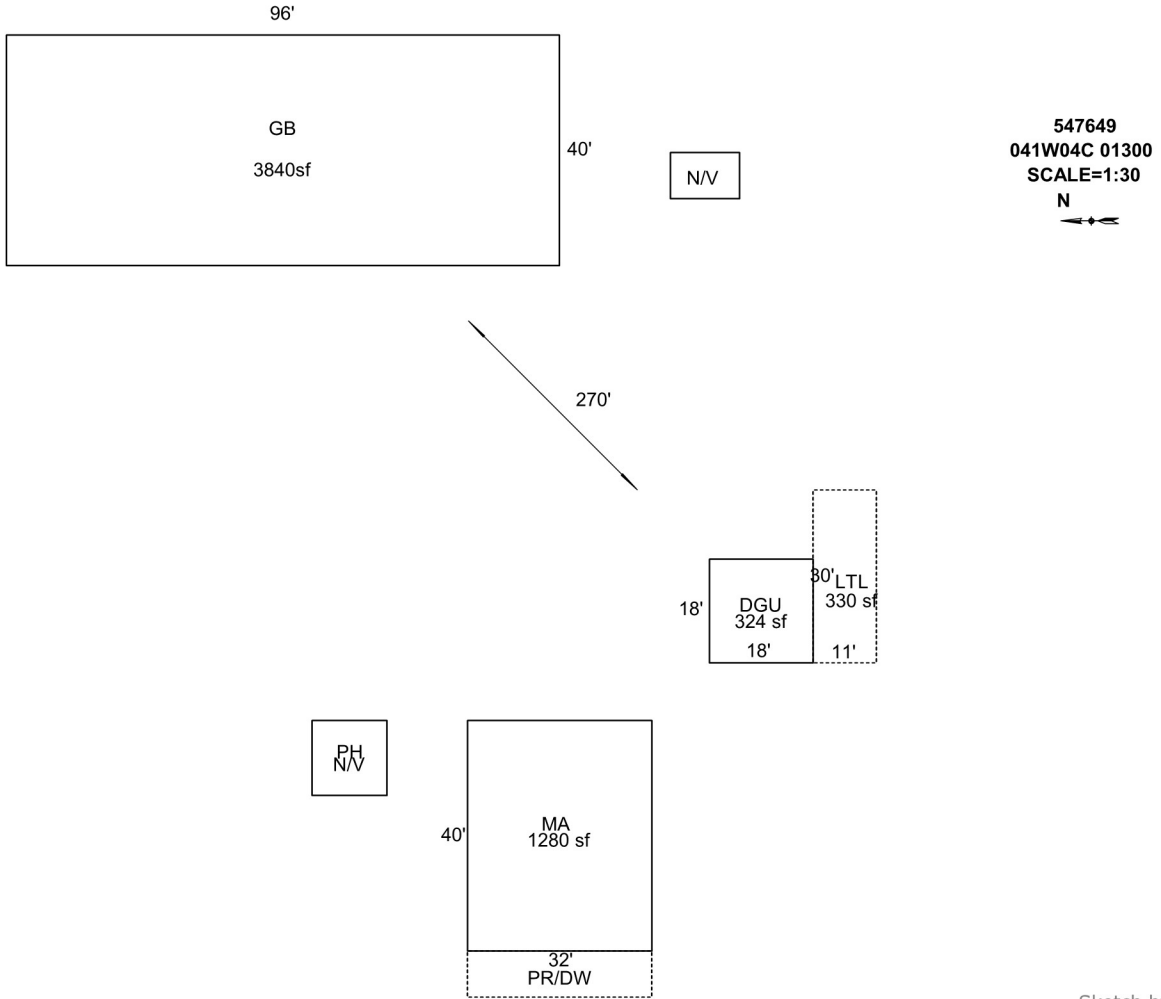 96'
GB
3840sf
40'
N/V
547649
041W04C 01300
SCALE=1:30
N
270'
30'
LTL
330 sf
18'
DGU
324 sf
18'
11'
PH
N/V
40'
MA
1280 sf
32'
PR/DW